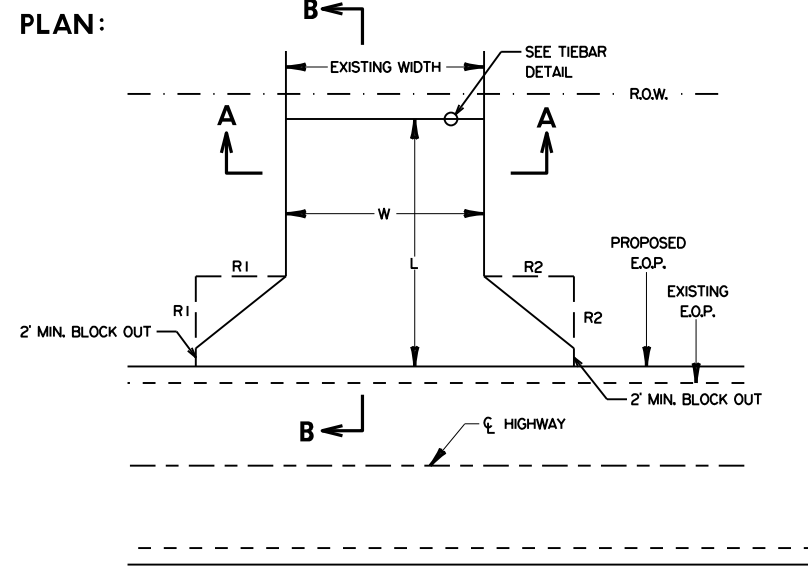 PLAN:
B
SEE TIEBAR
DETAIL
EXISTING WIDTH
R.O.W.
A
A
W
PROPOSED
E.O.P.
R1
L
R2
EXISTING
E.O.P.
R1
R2
2' MIN. BLOCK OUT
2' MIN. BLOCK OUT
B
℄ HIGHWAY